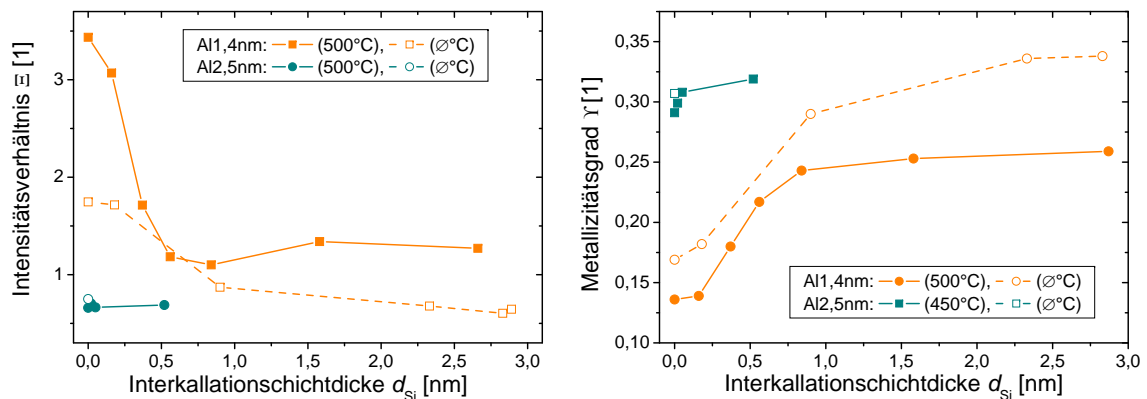 Intensitätsverhältnis Ξ [1]
3
2
1
Al1,4nm: (500°C), (∅°C)
Al2,5nm: (500°C), (∅°C)
0,0 0,5 1,0 1,5 2,0 2,5 3,0
Interkallationschichtdicke dSi [nm]
Metallizitätsgrad ϒ [1]
0,35
0,30
0,25
0,20
0,15
0,10
Al1,4nm: (500°C), (∅°C)
Al2,5nm: (450°C), (∅°C)
0,0 0,5 1,0 1,5 2,0 2,5 3,0
Interkallationschichtdicke dSi [nm]